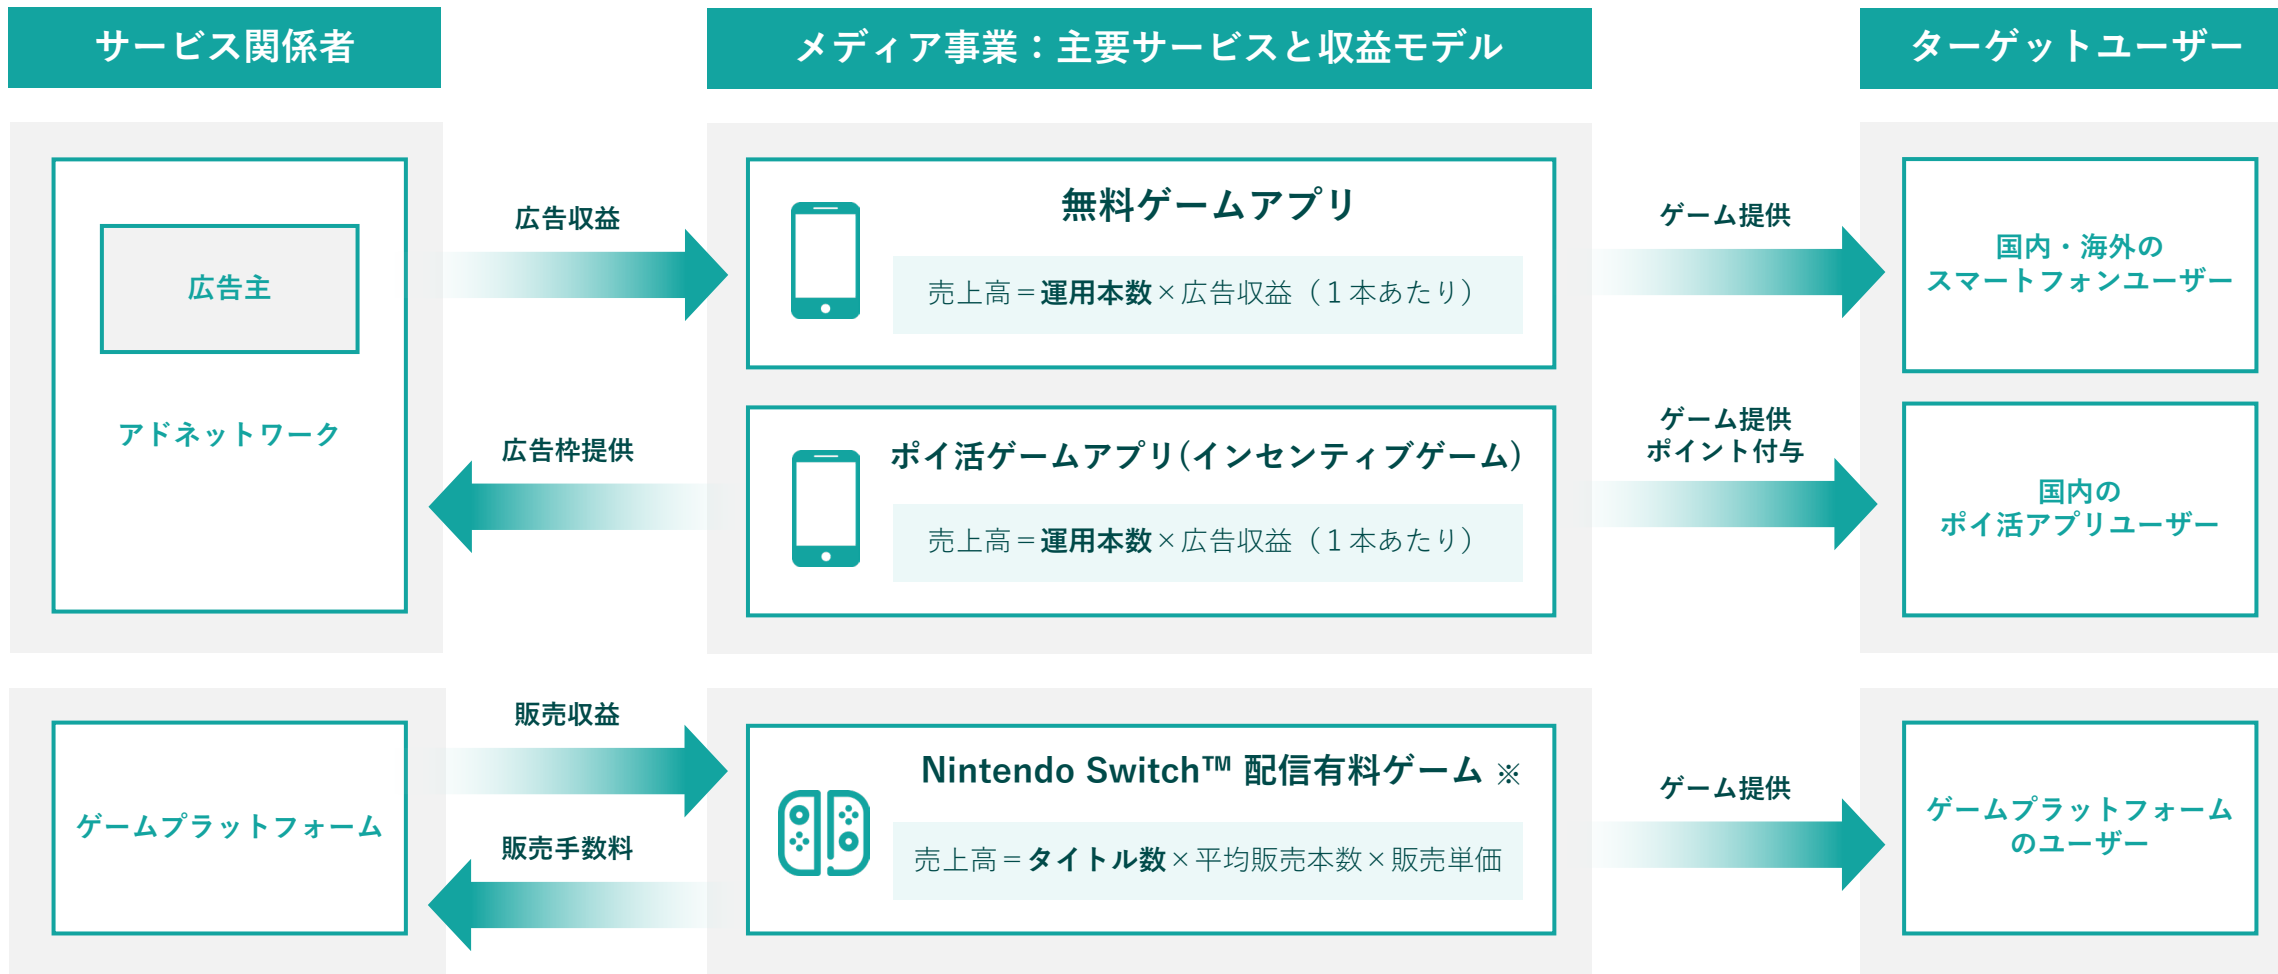 サービス関係者
メディア事業：主要サービスと収益モデル
ターゲットユーザー
広告主
アドネットワーク
広告収益
広告枠提供
無料ゲームアプリ
売上高＝運用本数×広告収益（１本あたり）
ポイ活ゲームアプリ(インセンティブゲーム)
売上高＝運用本数×広告収益（１本あたり）
ゲーム提供
ゲーム提供
ポイント付与
国内・海外の
スマートフォンユーザー
国内の
ポイ活アプリユーザー
ゲームプラットフォーム
販売収益
販売手数料
Nintendo Switch™ 配信有料ゲーム ※
売上高＝タイトル数×平均販売本数×販売単価
ゲーム提供
ゲームプラットフォーム
のユーザー